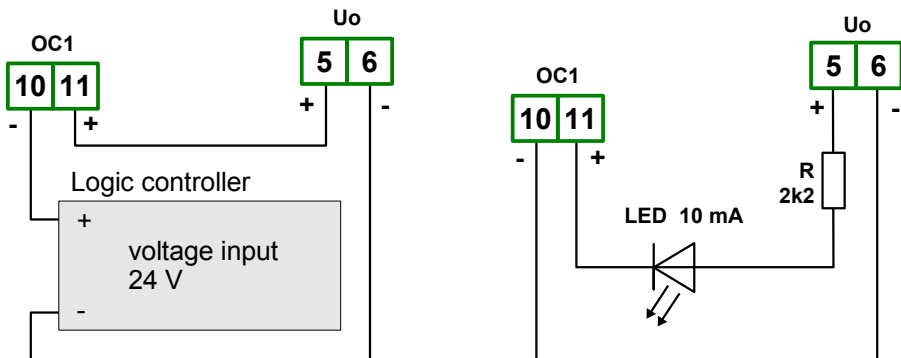 Uo
OC1
5 6
10 11
+ -
- +
Logic controller
+
voltage input
24 V
-
Uo
OC1
5 6
10 11
+ -
- +
R
2k2
LED 10 mA